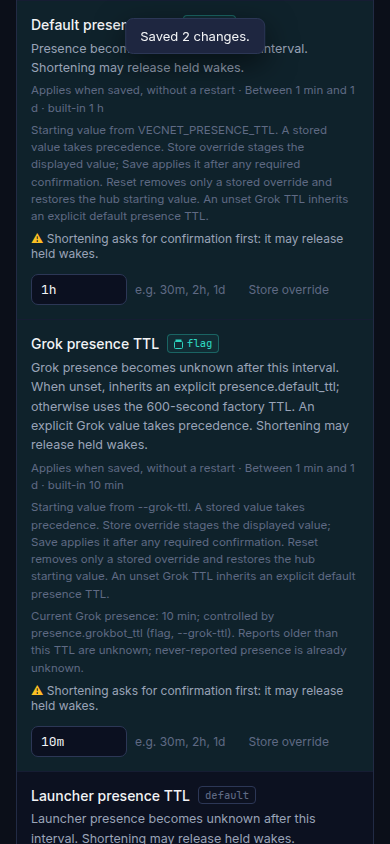 Default presen
Saved 2 changes.
Presence becom interval.
Shortening may release held wakes.
Applies when saved, without a restart · Between 1 min and 1
d · built-in 1 h
Starting value from VECNET_PRESENCE_TTL. A stored
value takes precedence. Store override stages the
displayed value; Save applies it after any required
confirmation. Reset removes only a stored override and
restores the hub starting value. An unset Grok TTL inherits
an explicit default presence TTL.
⚠ Shortening asks for confirmation first: it may release
held wakes.
1h e.g. 30m, 2h, 1d Store override
Grok presence TTL flag
Grok presence becomes unknown after this interval.
When unset, inherits an explicit presence.default_ttl;
otherwise uses the 600-second factory TTL. An
explicit Grok value takes precedence. Shortening may
release held wakes.
Applies when saved, without a restart · Between 1 min and 1
d · built-in 10 min
Starting value from --grok-ttl. A stored value takes
precedence. Store override stages the displayed value;
Save applies it after any required confirmation. Reset
removes only a stored override and restores the hub
starting value. An unset Grok TTL inherits an explicit default
presence TTL.
Current Grok presence: 10 min; controlled by
presence.grokbot_ttl (flag, --grok-ttl). Reports older than
this TTL are unknown; never-reported presence is already
unknown.
⚠ Shortening asks for confirmation first: it may release
held wakes.
10m e.g. 30m, 2h, 1d Store override
Launcher presence TTL default
Launcher presence becomes unknown after this
interval. Shortening may release held wakes.